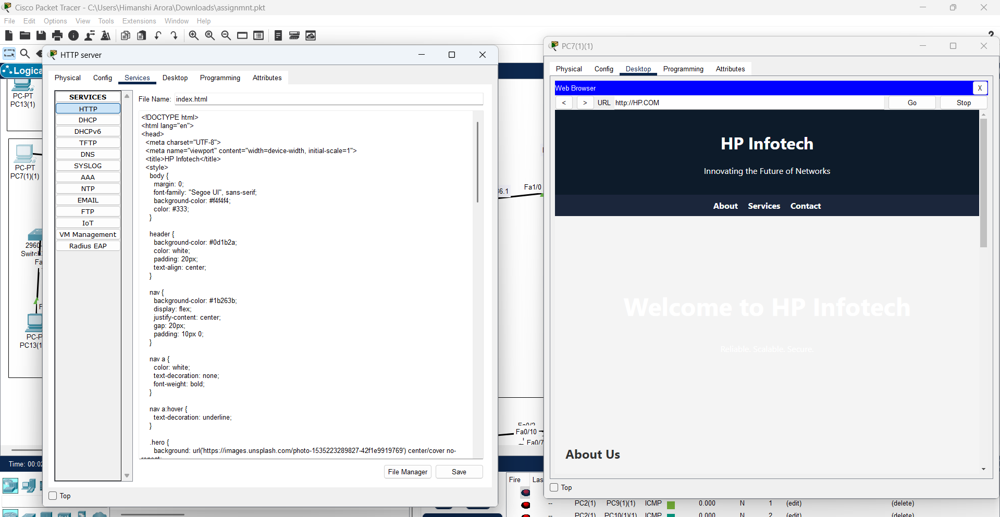 Cisco Packet Tracer - C:\Users\Himanshi Arora\Downloads\assignmnt.pkt
File Edit Options View Tools Extensions Window Help
Logica
PC-PT
PC13(1)
PC-PT
PC7(1)(1)
2960-
Switch
Fa
PC-P
PC13(1
Time: 00:02
HTTP server
Physical Config Services Desktop Programming Attributes
SERVICES
HTTP
DHCP
DHCPv6
TFTP
DNS
SYSLOG
AAA
NTP
EMAIL
FTP
IoT
VM Management
Radius EAP
File Name: index.html
<!DOCTYPE html>
<html lang="en">
<head>
<meta charset="UTF-8">
<meta name="viewport" content="width=device-width, initial-scale=1">
<title>HP Infotech</title>
<style>
body {
margin: 0;
font-family: "Segoe UI", sans-serif;
background-color: #f4f4f4;
color: #333;
}
header {
background-color: #0d1b2a;
color: white;
padding: 20px;
text-align: center;
}
nav {
background-color: #1b263b;
display: flex;
justify-content: center;
gap: 20px;
padding: 10px 0;
}
nav a {
color: white;
text-decoration: none;
font-weight: bold;
}
nav a:hover {
text-decoration: underline;
}
.hero {
background: url('https://images.unsplash.com/photo-1535223289827-42f1e9919769') center/cover no-
repeat;
File Manager Save
Top
36.1
Fa1/0
Fa0/2
Fa0/10
Fa0/7
Fire Las
PC7(1)(1)
Physical Config Desktop Programming Attributes
Web Browser X
< > URL http://HP.COM Go Stop
HP Infotech
Innovating the Future of Networks
About Services Contact
Welcome to HP Infotech
Reliable. Scalable. Secure.
About Us
Top
-- PC2(1) PC9(1)(1) ICMP 0.000 N 1 (edit) (delete)
-- PC2(1) PC10(1)(1) ICMP 0.000 N 2 (edit) (delete)